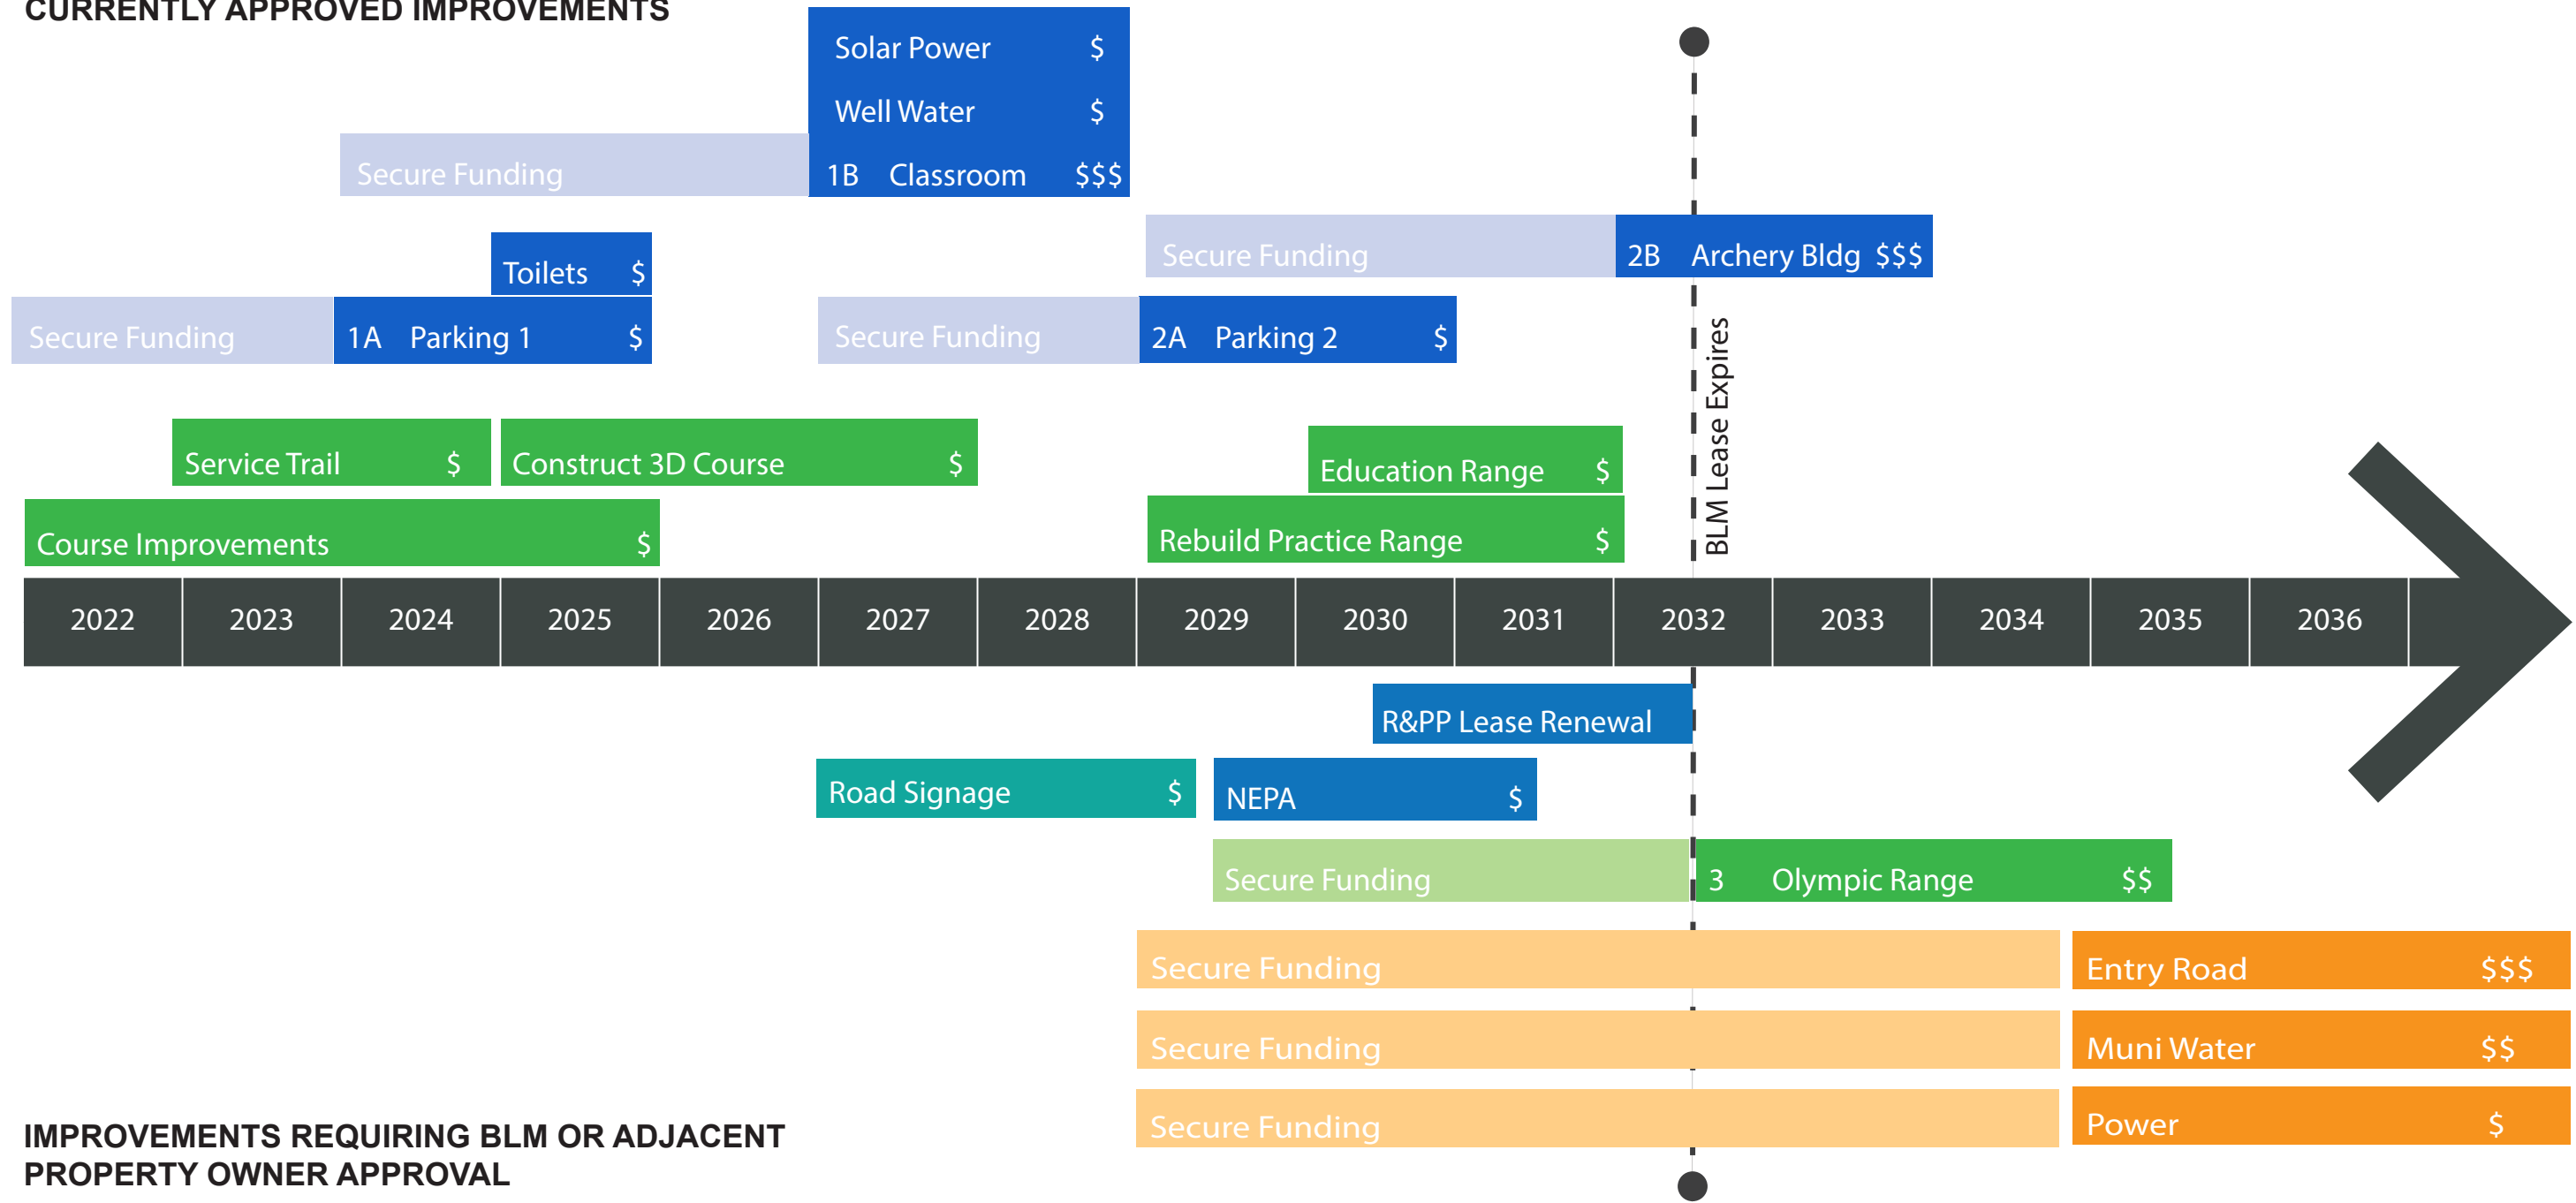 CURRENTLY APPROVED IMPROVEMENTS
Solar Power $
Well Water $
Secure Funding 1B Classroom $$$
Secure Funding 2B Archery Bldg $$$
Toilets $
Secure Funding 1A Parking 1 $ Secure Funding 2A Parking 2 $
BLM Lease Expires
Service Trail $ Construct 3D Course $ Education Range $
Course Improvements $ Rebuild Practice Range $
2022 2023 2024 2025 2026 2027 2028 2029 2030 2031 2032 2033 2034 2035 2036
R&PP Lease Renewal
Road Signage $ NEPA $
Secure Funding 3 Olympic Range $$
Secure Funding Entry Road $$$
Secure Funding Muni Water $$
Secure Funding Power $
IMPROVEMENTS REQUIRING BLM OR ADJACENT
PROPERTY OWNER APPROVAL